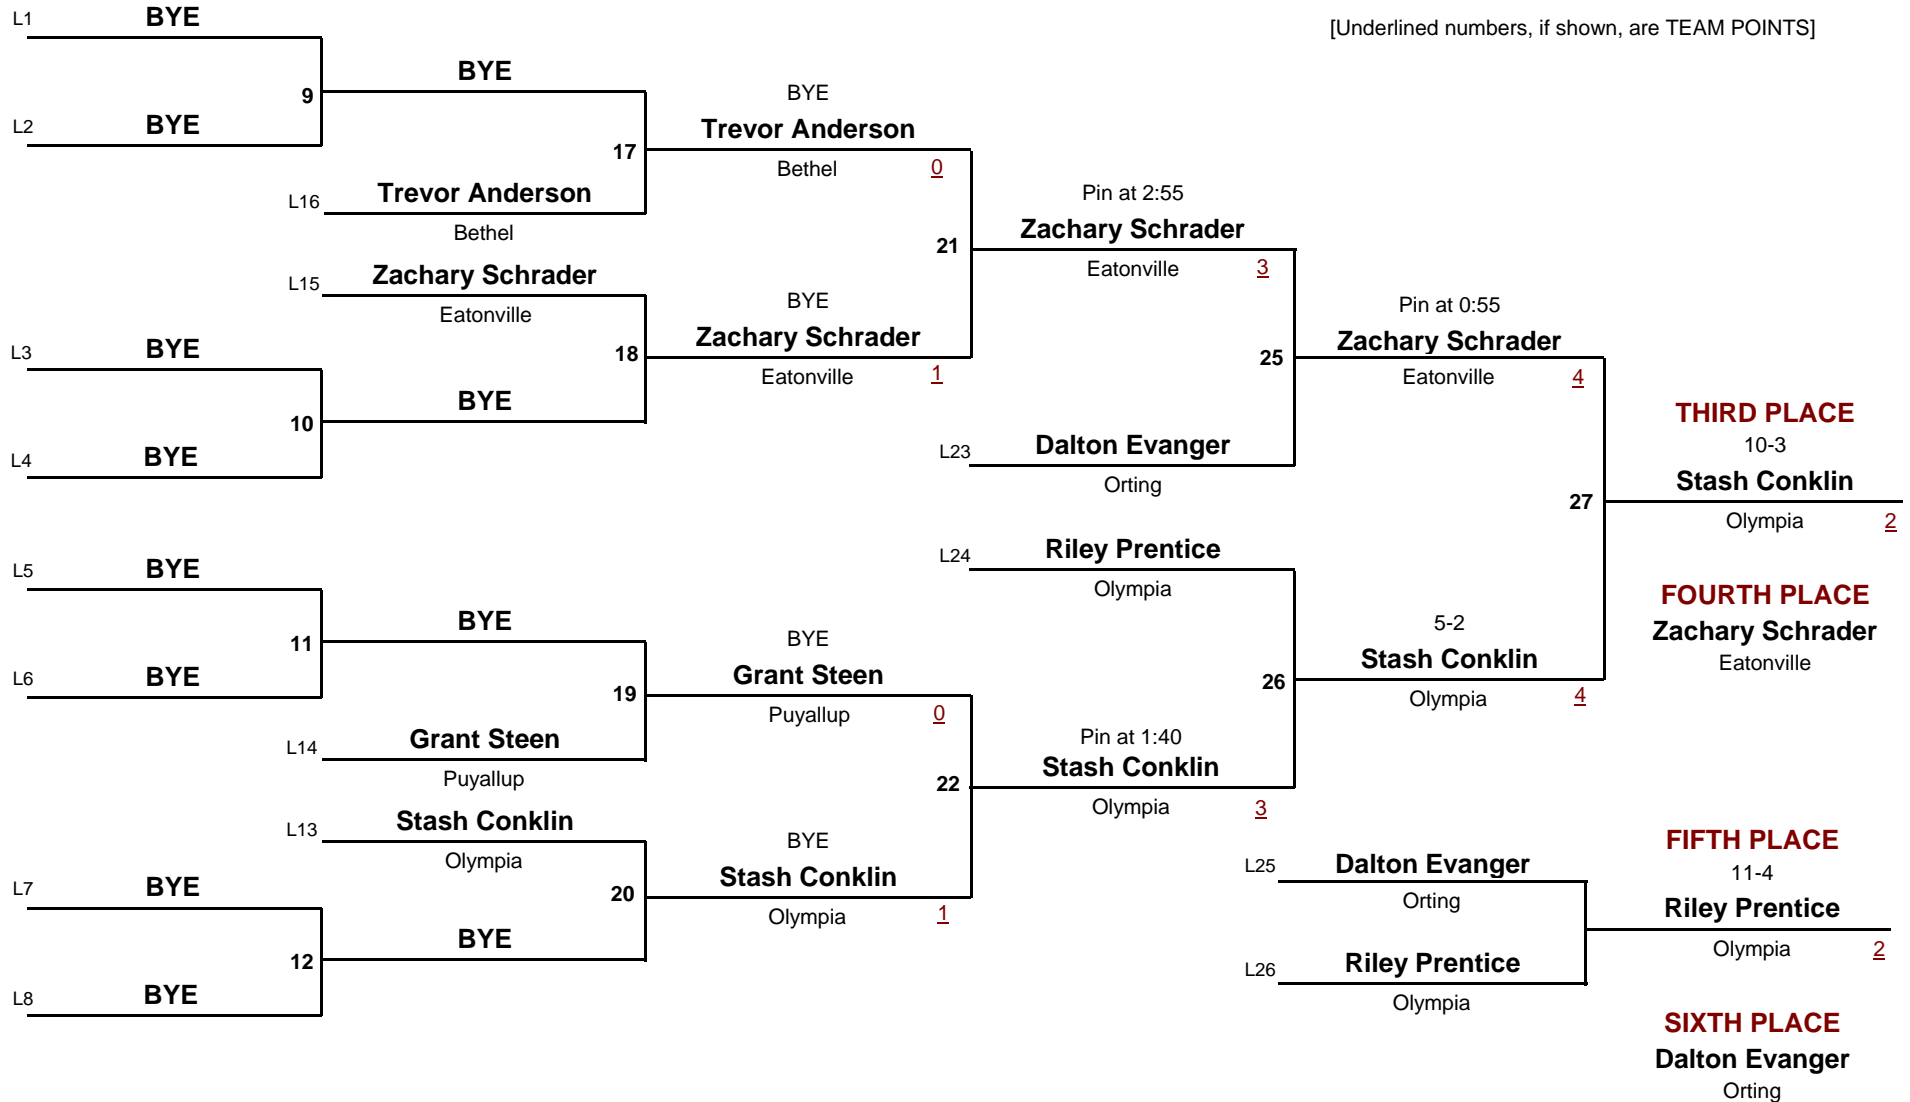 [Underlined numbers, if shown, are TEAM POINTS]
L1 BYE
9
L2 BYE
BYE
17
L16 Trevor Anderson
Bethel
L15 Zachary Schrader
Eatonville
L3 BYE
18
10
BYE
L4 BYE
BYE
Trevor Anderson
Bethel 0
21
BYE
Zachary Schrader
Eatonville 1
Pin at 2:55
Zachary Schrader
Eatonville 3
25
L23 Dalton Evanger
Orting
Pin at 0:55
Zachary Schrader
Eatonville 4
27
THIRD PLACE
10-3
Stash Conklin
Olympia 2
FOURTH PLACE
Zachary Schrader
Eatonville
L5 BYE
11
L6 BYE
BYE
19
L14 Grant Steen
Puyallup
L13 Stash Conklin
Olympia
L7 BYE
20
12
BYE
L8 BYE
BYE
Grant Steen
Puyallup 0
22
BYE
Stash Conklin
Olympia 1
L24 Riley Prentice
Olympia
26
Pin at 1:40
Stash Conklin
Olympia 3
5-2
Stash Conklin
Olympia 4
L25 Dalton Evanger
Orting
L26 Riley Prentice
Olympia
FIFTH PLACE
11-4
Riley Prentice
Olympia 2
SIXTH PLACE
Dalton Evanger
Orting